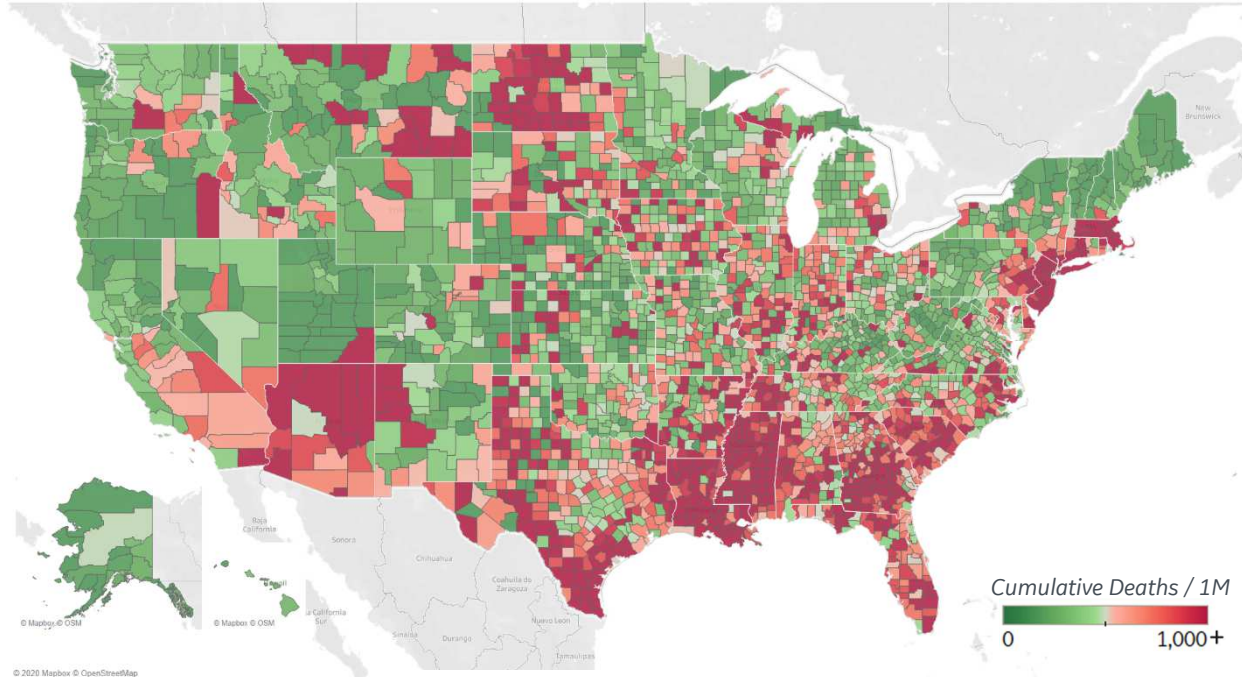 New
Brunswick
Baja
California
Sonora
Chihuahua
Coahuila de
Zaragoza
Nuevo León
Tamaulipas
Sinaloa
Durango
a California
Sur
© Mapbox © OSM
© Mapbox © OSM
Cumulative Deaths / 1M
0
1,000+
© 2020 Mapbox © OpenStreetMap